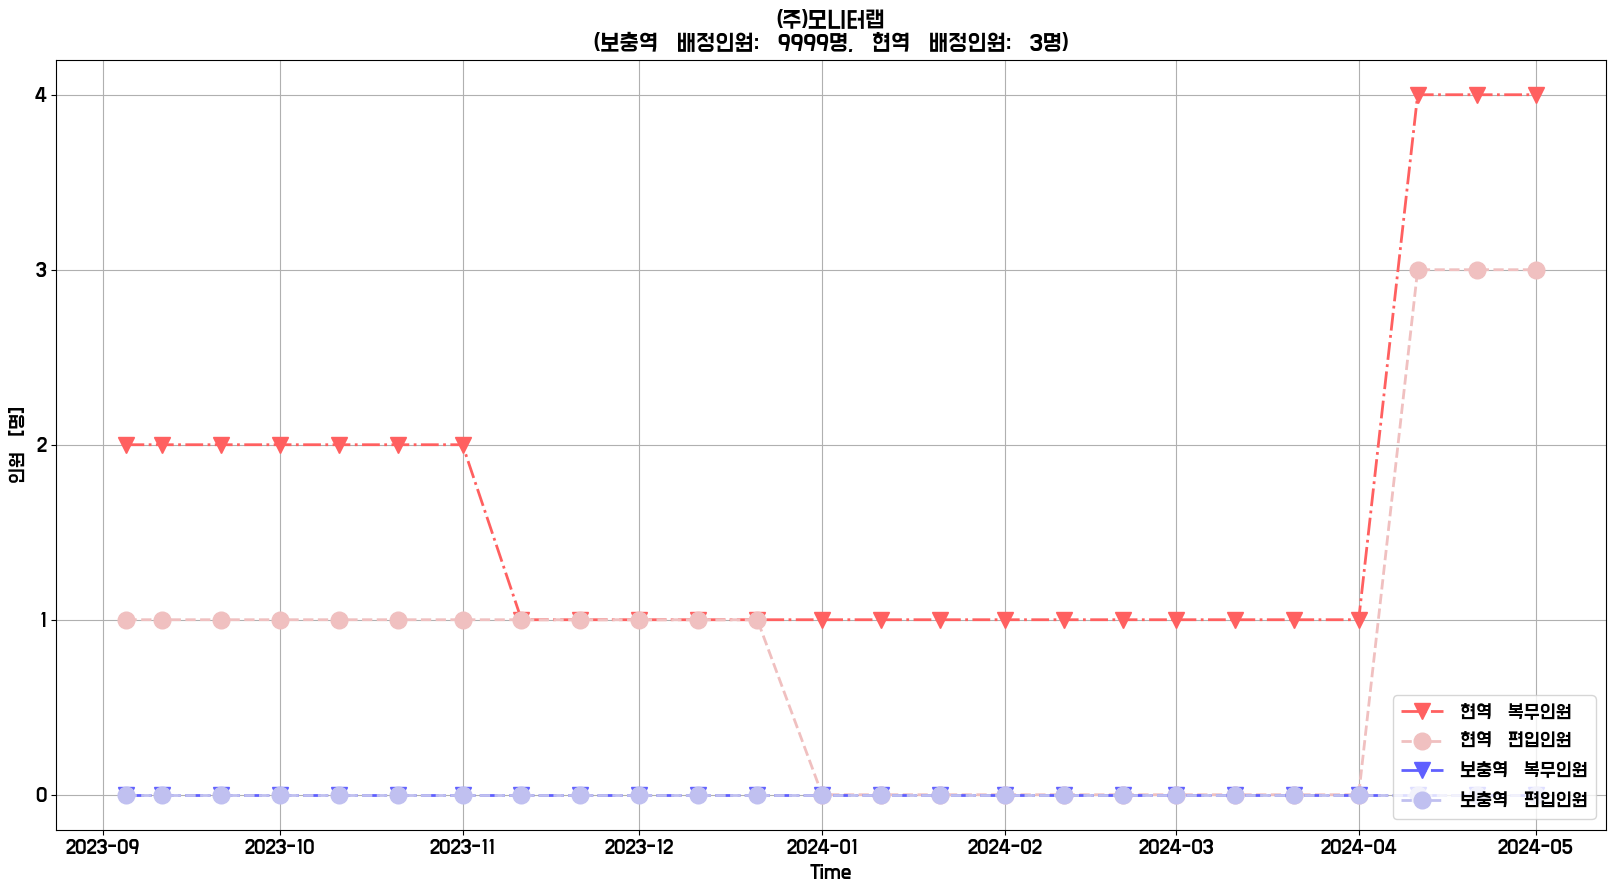 (주)모니터랩
(보충역 배정인원: 9999명, 현역 배정인원: 3명)
인원 [명]
4
3
2
1
0
2023-09
2023-10
2023-11
2023-12
2024-01
2024-02
2024-03
2024-04
2024-05
Time
현역 복무인원
현역 편입인원
보충역 복무인원
보충역 편입인원